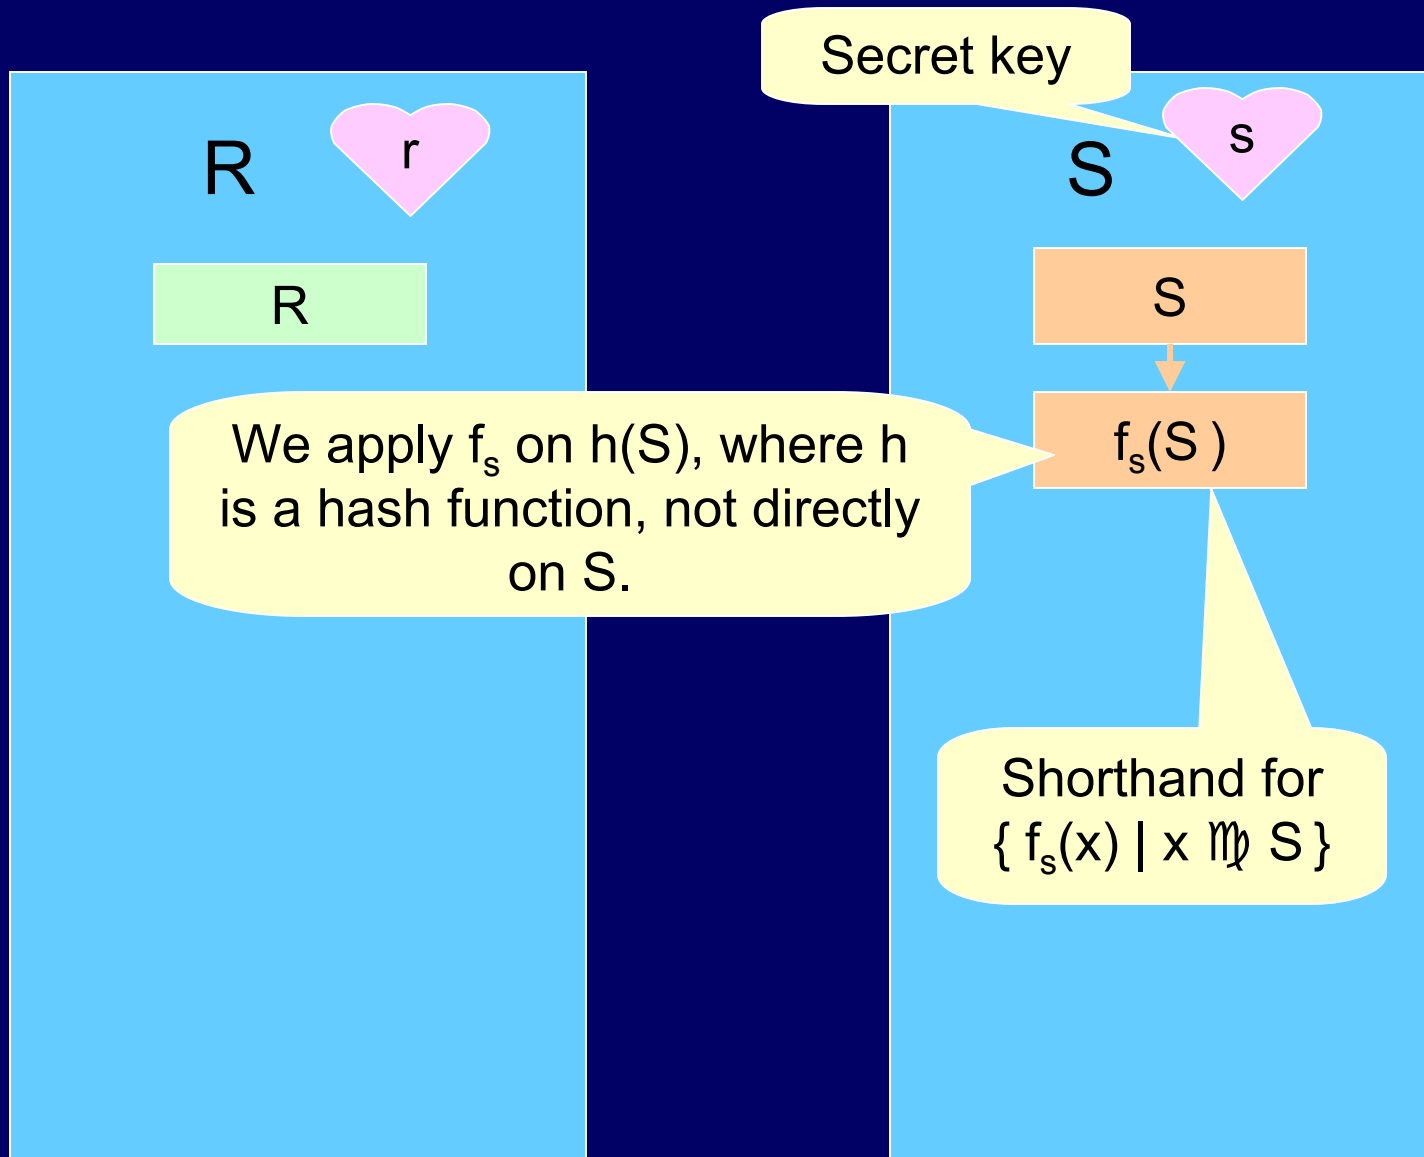 Secret key
R
r
S
s
R
S
We apply fₛ on h(S), where h
is a hash function, not directly
on S.
fₛ(S )
Shorthand for
{ fₛ(x) | x ♍ S }